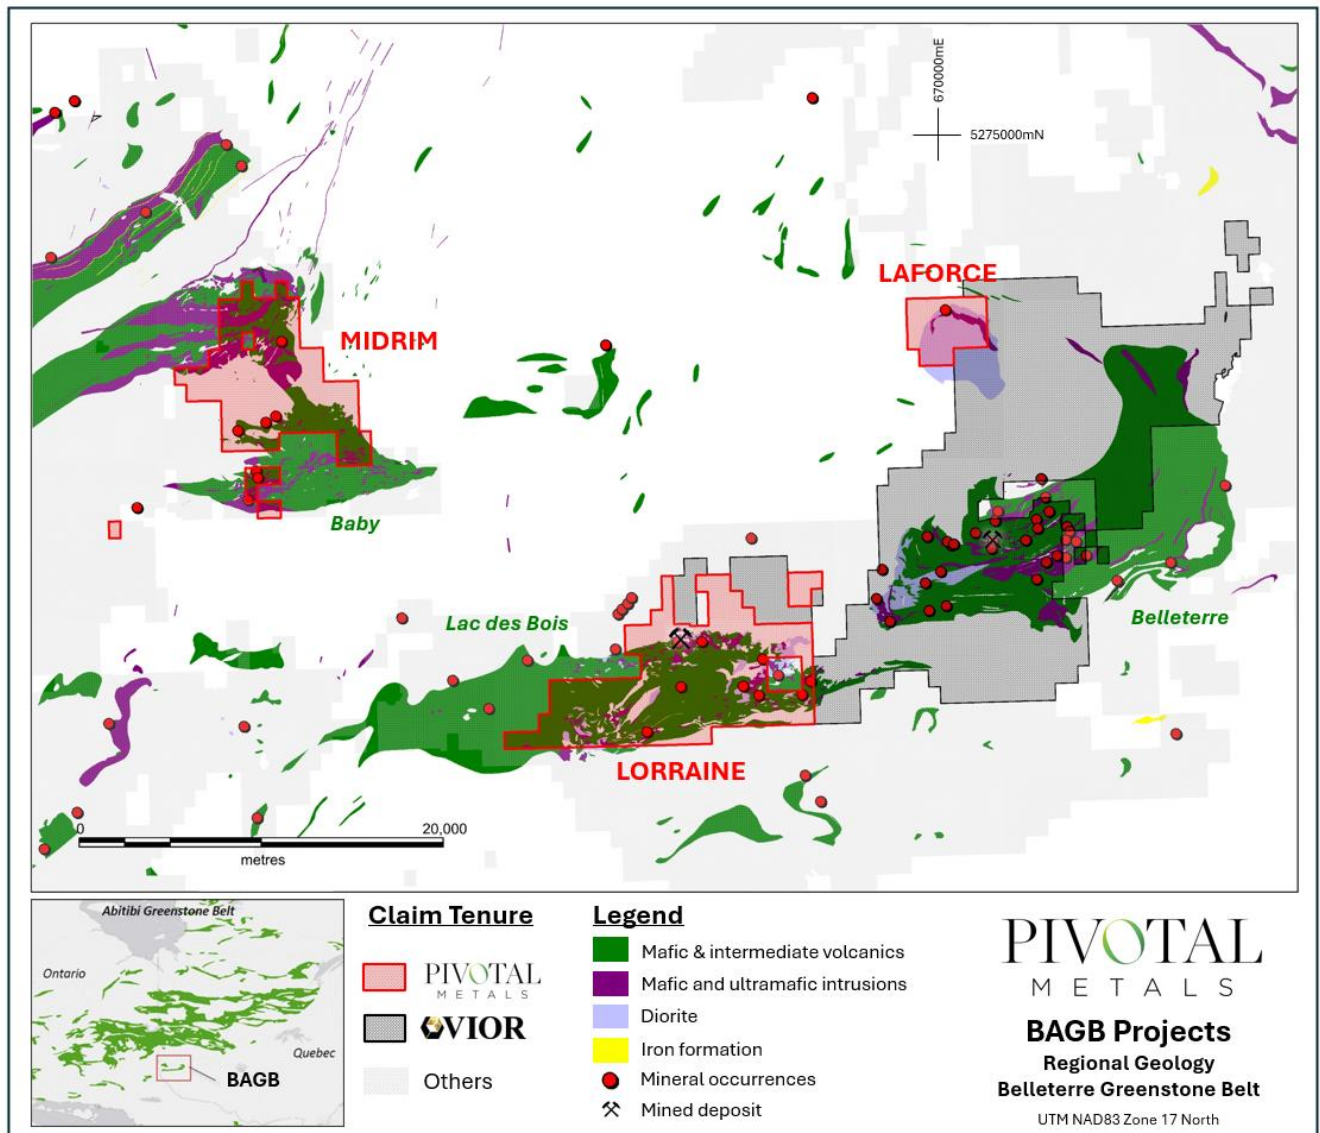 670000mE
5275000mN
LAFORCE
MIDRIM
Baby
Lac des Bois
Belleterre
LORRAINE
0
20,000
metres
Abitibi Greenstone Belt
Ontario
Quebec
BAGB
Claim Tenure
PIVOTAL
METALS
VIOR
Others
Legend
Mafic & intermediate volcanics
Mafic and ultramafic intrusions
Diorite
Iron formation
Mineral occurrences
Mined deposit
PIVOTAL
METALS
BAGB Projects
Regional Geology
Belleterre Greenstone Belt
UTM NAD83 Zone 17 North